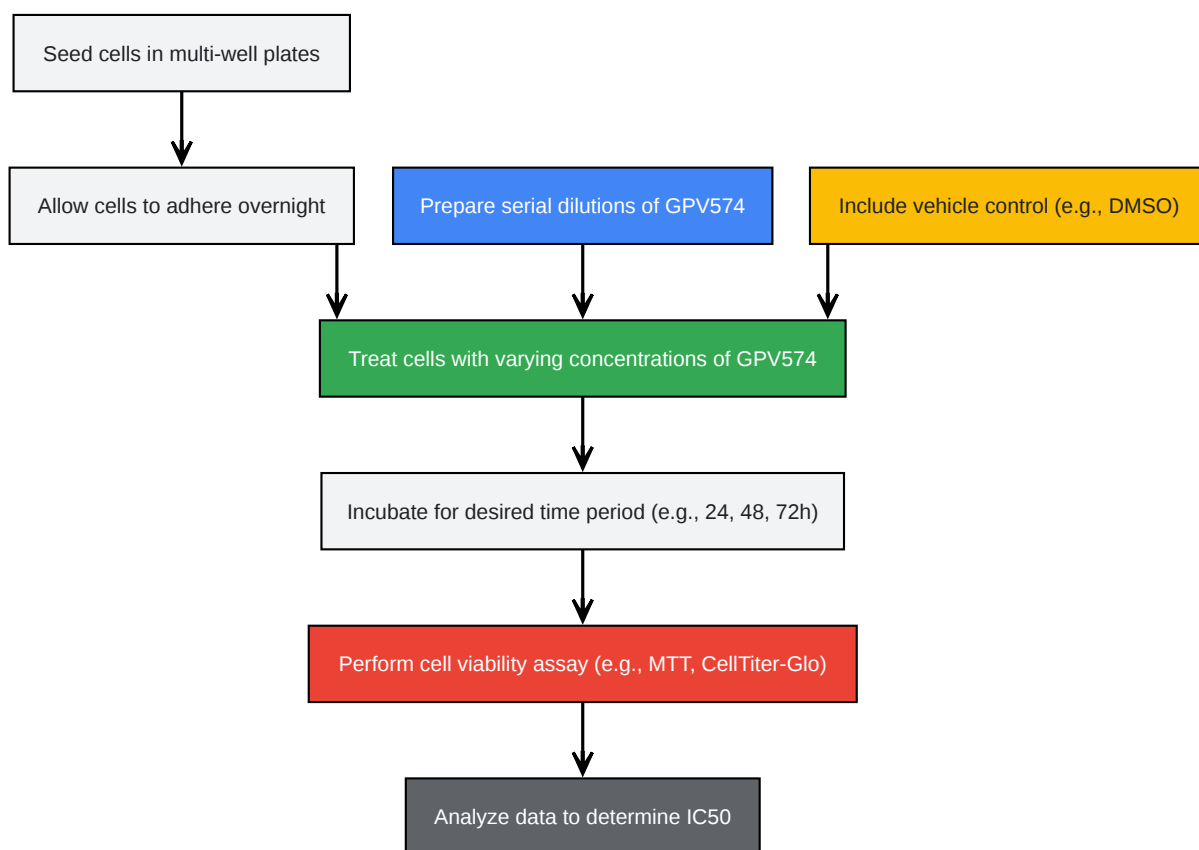 Seed cells in multi-well plates
Allow cells to adhere overnight
Prepare serial dilutions of GPV574
Include vehicle control (e.g., DMSO)
Treat cells with varying concentrations of GPV574
Incubate for desired time period (e.g., 24, 48, 72h)
Perform cell viability assay (e.g., MTT, CellTiter-Glo)
Analyze data to determine IC50